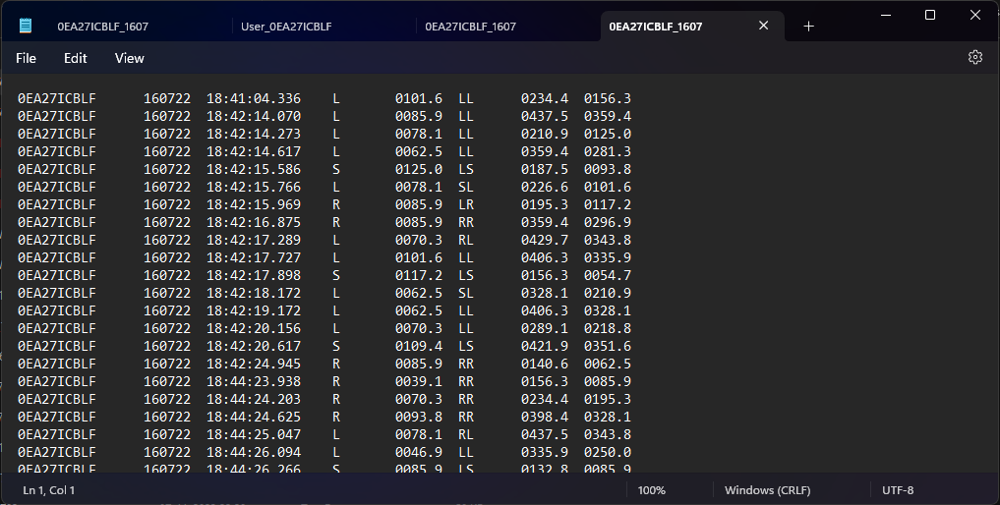 0EA27ICBLF_1607 User_0EA27ICBLF 0EA27ICBLF_1607 0EA27ICBLF_1607
File Edit View
0EA27ICBLF 160722 18:41:04.336 L 0101.6 LL 0234.4 0156.3
0EA27ICBLF 160722 18:42:14.070 L 0085.9 LL 0437.5 0359.4
0EA27ICBLF 160722 18:42:14.273 L 0078.1 LL 0210.9 0125.0
0EA27ICBLF 160722 18:42:14.617 L 0062.5 LL 0359.4 0281.3
0EA27ICBLF 160722 18:42:15.586 S 0125.0 LS 0187.5 0093.8
0EA27ICBLF 160722 18:42:15.766 L 0078.1 SL 0226.6 0101.6
0EA27ICBLF 160722 18:42:15.969 R 0085.9 LR 0195.3 0117.2
0EA27ICBLF 160722 18:42:16.875 R 0085.9 RR 0359.4 0296.9
0EA27ICBLF 160722 18:42:17.289 L 0070.3 RL 0429.7 0343.8
0EA27ICBLF 160722 18:42:17.727 L 0101.6 LL 0406.3 0335.9
0EA27ICBLF 160722 18:42:17.898 S 0117.2 LS 0156.3 0054.7
0EA27ICBLF 160722 18:42:18.172 L 0062.5 SL 0328.1 0210.9
0EA27ICBLF 160722 18:42:19.172 L 0062.5 LL 0406.3 0328.1
0EA27ICBLF 160722 18:42:20.156 L 0070.3 LL 0289.1 0218.8
0EA27ICBLF 160722 18:42:20.617 S 0109.4 LS 0421.9 0351.6
0EA27ICBLF 160722 18:42:24.945 R 0085.9 RR 0140.6 0062.5
0EA27ICBLF 160722 18:44:23.938 R 0039.1 RR 0156.3 0085.9
0EA27ICBLF 160722 18:44:24.203 R 0070.3 RR 0234.4 0195.3
0EA27ICBLF 160722 18:44:24.625 R 0093.8 RR 0398.4 0328.1
0EA27ICBLF 160722 18:44:25.047 L 0078.1 RL 0437.5 0343.8
0EA27ICBLF 160722 18:44:26.094 L 0046.9 LL 0335.9 0250.0
0EA27ICBLF 160722 18:44:26.266 S 0085.9 LS 0132.8 0085.9
Ln 1, Col 1 100% Windows (CRLF) UTF-8